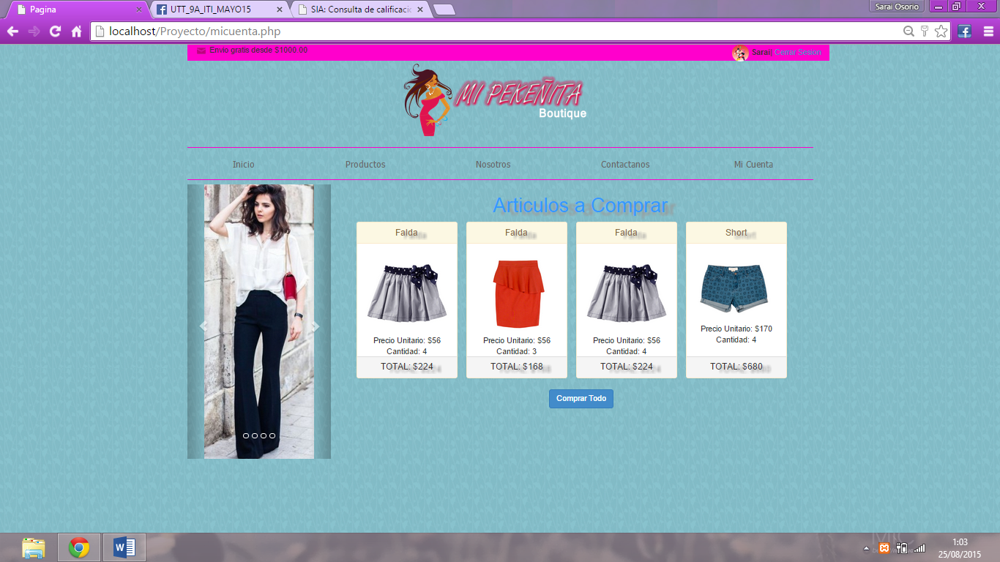 Pagina
UTT_9A_ITI_MAYO15
SIA: Consulta de calificacio
Sarai Osorio
localhost/Proyecto/micuenta.php
Envio gratis desde $1000.00
Sarai| Cerrar Sesion
MI PEKEÑITA
Boutique
Inicio Productos Nosotros Contactanos Mi Cuenta
Articulos a Comprar
Falda Falda Falda Short
Precio Unitario: $170
Cantidad: 4
Precio Unitario: $56 Precio Unitario: $56 Precio Unitario: $56
Cantidad: 4 Cantidad: 3 Cantidad: 4
TOTAL: $224 TOTAL: $168 TOTAL: $224 TOTAL: $680
Comprar Todo
1:03
25/08/2015